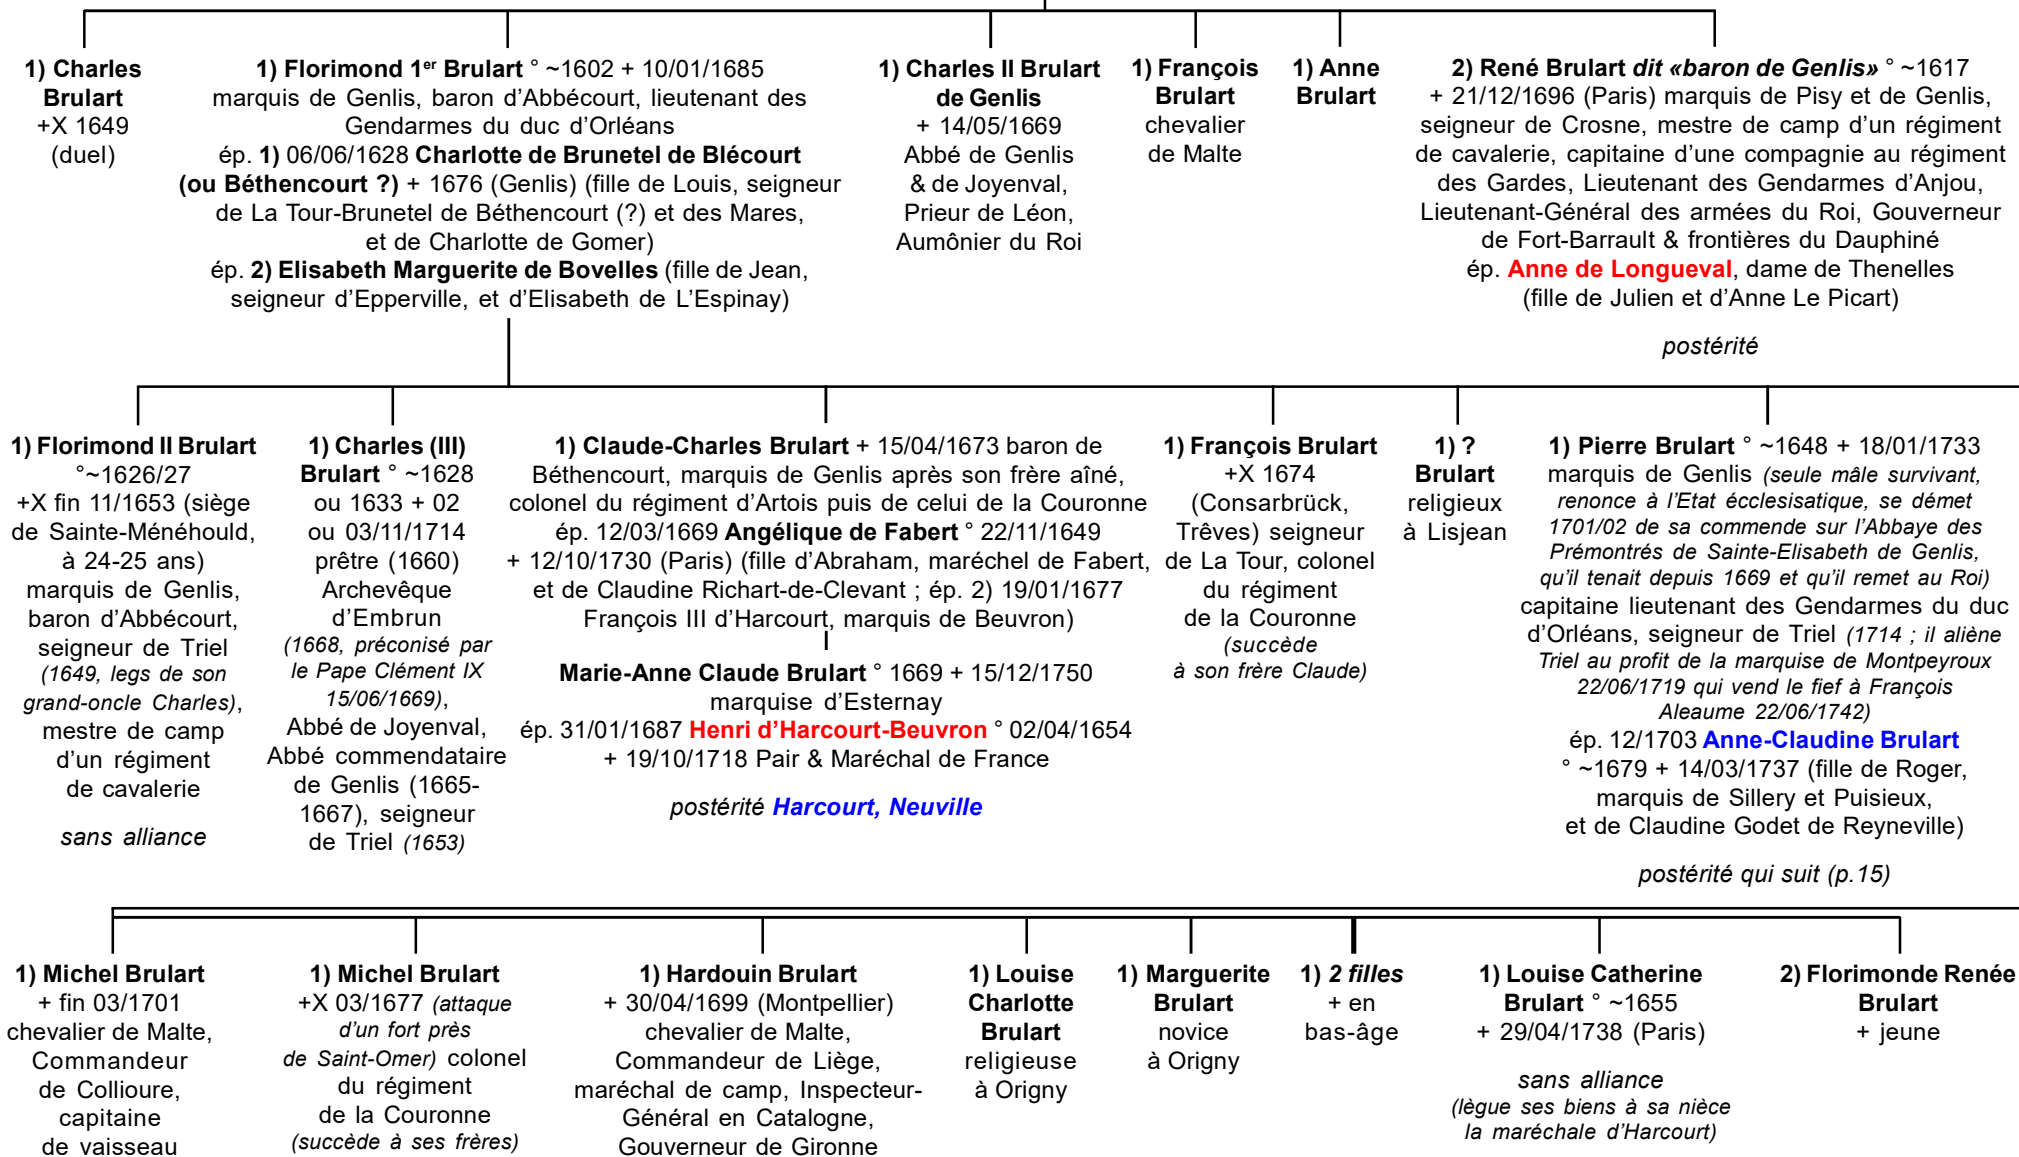 1) Charles
Brulart
+X 1649
(duel)
1) Florimond 1er Brulart ° ~1602 + 10/01/1685
marquis de Genlis, baron d’Abbécourt, lieutenant des
Gendarmes du duc d’Orléans
ép. 1) 06/06/1628 Charlotte de Brunetel de Blécourt
(ou Béthencourt ?) + 1676 (Genlis) (fille de Louis, seigneur
de La Tour-Brunetel de Béthencourt (?) et des Mares,
et de Charlotte de Gomer)
ép. 2) Elisabeth Marguerite de Bovelles (fille de Jean,
seigneur d’Epperville, et d’Elisabeth de L’Espinay)
1) Charles II Brulart
de Genlis
+ 14/05/1669
Abbé de Genlis
& de Joyenval,
Prieur de Léon,
Aumônier du Roi
1) François
Brulart
chevalier
de Malte
1) Anne
Brulart
2) René Brulart dit «baron de Genlis» ° ~1617
+ 21/12/1696 (Paris) marquis de Pisy et de Genlis,
seigneur de Crosne, mestre de camp d’un régiment
de cavalerie, capitaine d’une compagnie au régiment
des Gardes, Lieutenant des Gendarmes d’Anjou,
Lieutenant-Général des armées du Roi, Gouverneur
de Fort-Barrault & frontières du Dauphiné
ép. Anne de Longueval, dame de Thenelles
(fille de Julien et d’Anne Le Picart)
postérité
1) Florimond II Brulart
°~1626/27
+X fin 11/1653 (siège
de Sainte-Ménéhould,
à 24-25 ans)
marquis de Genlis,
baron d’Abbécourt,
seigneur de Triel
(1649, legs de son
grand-oncle Charles),
mestre de camp
d’un régiment
de cavalerie
sans alliance
1) Charles (III)
Brulart ° ~1628
ou 1633 + 02
ou 03/11/1714
prêtre (1660)
Archevêque
d’Embrun
(1668, préconisé par
le Pape Clément IX
15/06/1669),
Abbé de Joyenval,
Abbé commendataire
de Genlis (1665-
1667), seigneur
de Triel (1653)
1) Claude-Charles Brulart + 15/04/1673 baron de
Béthencourt, marquis de Genlis après son frère aîné,
colonel du régiment d’Artois puis de celui de la Couronne
ép. 12/03/1669 Angélique de Fabert ° 22/11/1649
+ 12/10/1730 (Paris) (fille d’Abraham, maréchel de Fabert,
et de Claudine Richart-de-Clevant ; ép. 2) 19/01/1677
François III d’Harcourt, marquis de Beuvron)
Marie-Anne Claude Brulart ° 1669 + 15/12/1750
marquise d’Esternay
ép. 31/01/1687 Henri d’Harcourt-Beuvron ° 02/04/1654
+ 19/10/1718 Pair & Maréchal de France
postérité Harcourt, Neuville
1) François Brulart
+X 1674
(Consarbrück,
Trêves) seigneur
de La Tour, colonel
du régiment
de la Couronne
(succède
à son frère Claude)
1) ?
Brulart
religieux
à Lisjean
1) Pierre Brulart ° ~1648 + 18/01/1733
marquis de Genlis (seule mâle survivant,
renonce à l’Etat écclesisatique, se démet
1701/02 de sa commende sur l’Abbaye des
Prémontrés de Sainte-Elisabeth de Genlis,
qu’il tenait depuis 1669 et qu’il remet au Roi)
capitaine lieutenant des Gendarmes du duc
d’Orléans, seigneur de Triel (1714 ; il aliène
Triel au profit de la marquise de Montpeyroux
22/06/1719 qui vend le fief à François
Aleaume 22/06/1742)
ép. 12/1703 Anne-Claudine Brulart
° ~1679 + 14/03/1737 (fille de Roger,
marquis de Sillery et Puisieux,
et de Claudine Godet de Reyneville)
postérité qui suit (p.15)
1) Michel Brulart
+ fin 03/1701
chevalier de Malte,
Commandeur
de Collioure,
capitaine
de vaisseau
1) Michel Brulart
+X 03/1677 (attaque
d’un fort près
de Saint-Omer) colonel
du régiment
de la Couronne
(succède à ses frères)
1) Hardouin Brulart
+ 30/04/1699 (Montpellier)
chevalier de Malte,
Commandeur de Liège,
maréchal de camp, Inspecteur-
Général en Catalogne,
Gouverneur de Gironne
1) Louise
Charlotte
Brulart
religieuse
à Origny
1) Marguerite
Brulart
novice
à Origny
1) 2 filles
+ en
bas-âge
1) Louise Catherine
Brulart ° ~1655
+ 29/04/1738 (Paris)
sans alliance
(lègue ses biens à sa nièce
la maréchale d’Harcourt)
2) Florimonde Renée
Brulart
+ jeune